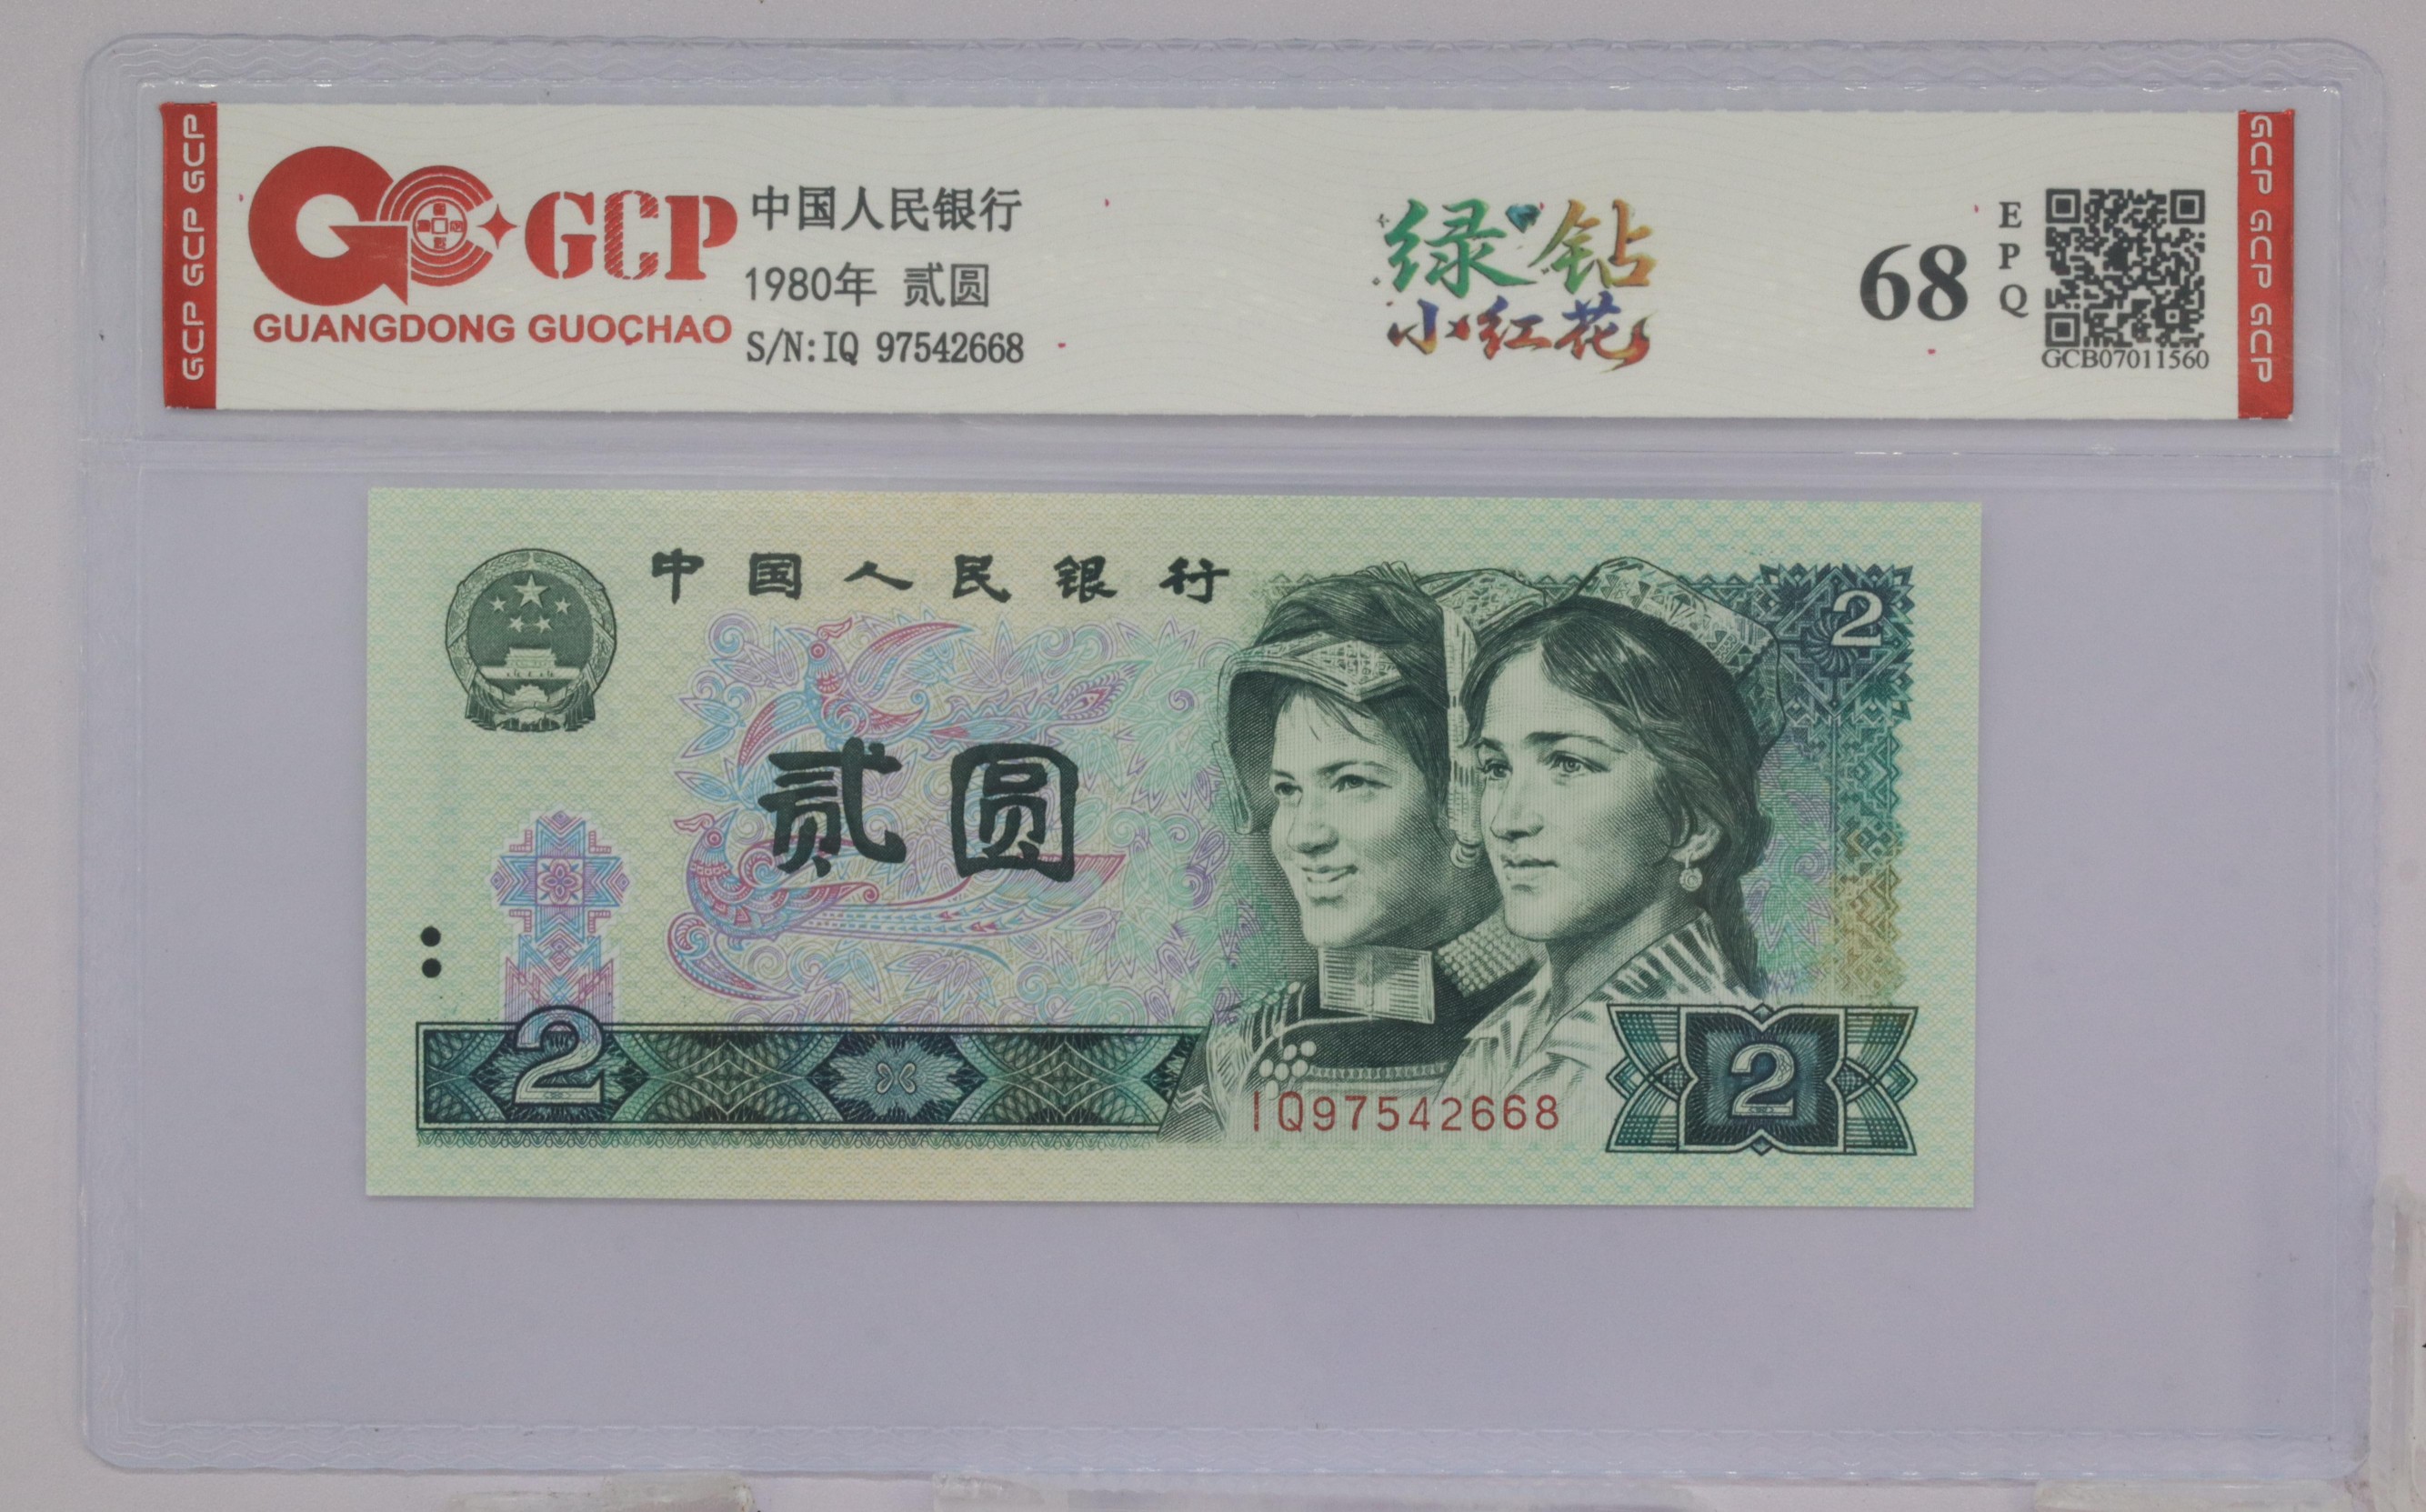 GCP GCP GCP
GCP
GUANGDONG GUOCHAO
中国人民银行
1980年 贰圆
S/N:IQ 97542668
绿钻
小红花
68
EPQ
GCB07011560
GCP GCP GCP
中国人民银行
2
贰圆
2
2
IQ97542668